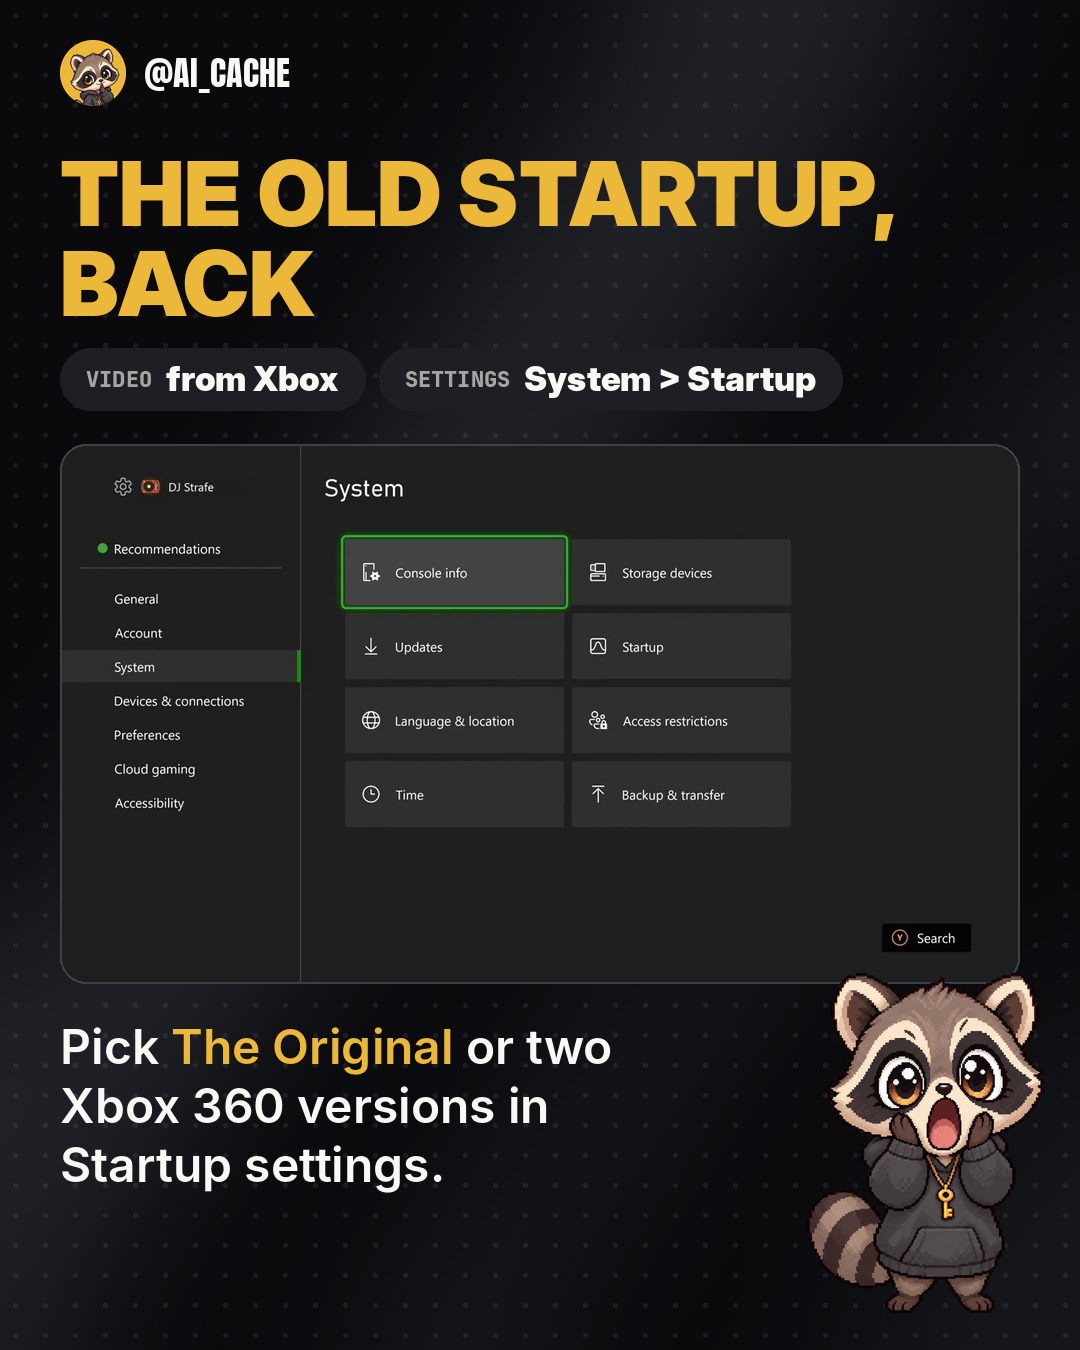 @AI_CACHE
THE OLD STARTUP,
BACK
VIDEO from Xbox
SETTINGS System > Startup
DJ Strafe
Recommendations
General
Account
System
Devices & connections
Preferences
Cloud gaming
Accessibility
System
Console info
Storage devices
Updates
Startup
Language & location
Access restrictions
Time
Backup & transfer
Y Search
Pick The Original or two
Xbox 360 versions in
Startup settings.